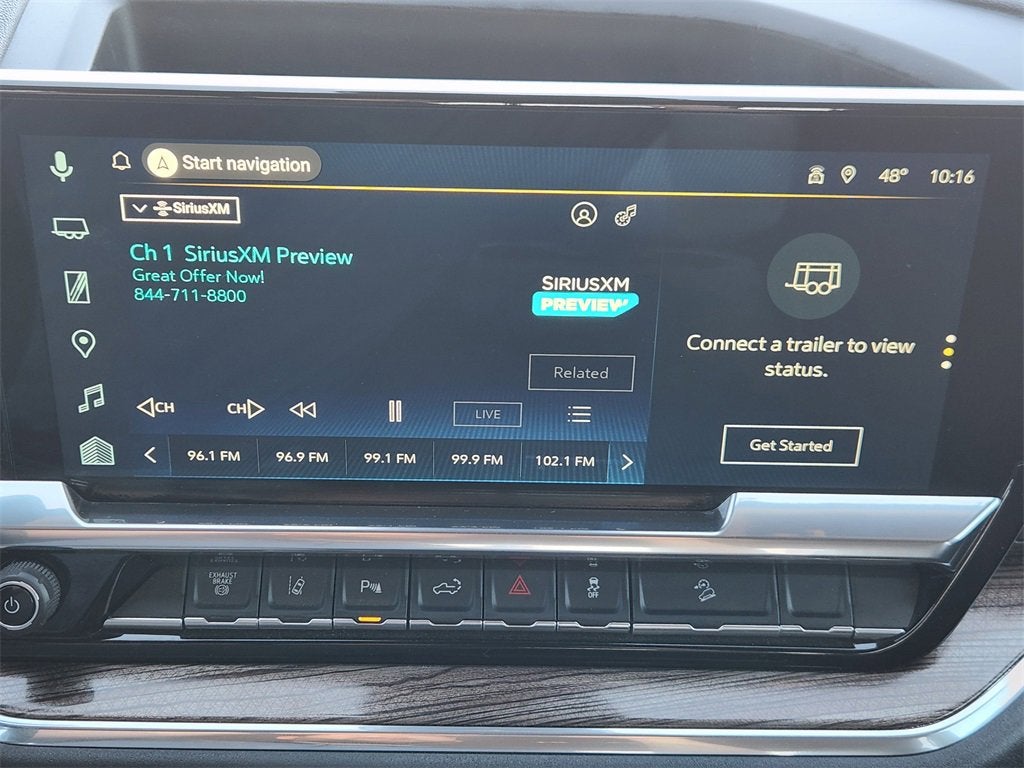 Start navigation
48° 10:16
SiriusXM
Ch 1 SiriusXM Preview
Great Offer Now!
844-711-8800
SIRIUSXM
PREVIEW
Related
CH
CH
LIVE
96.1 FM 96.9 FM 99.1 FM 99.9 FM 102.1 FM
Connect a trailer to view
status.
Get Started
EXHAUST
BRAKE
P
OFF